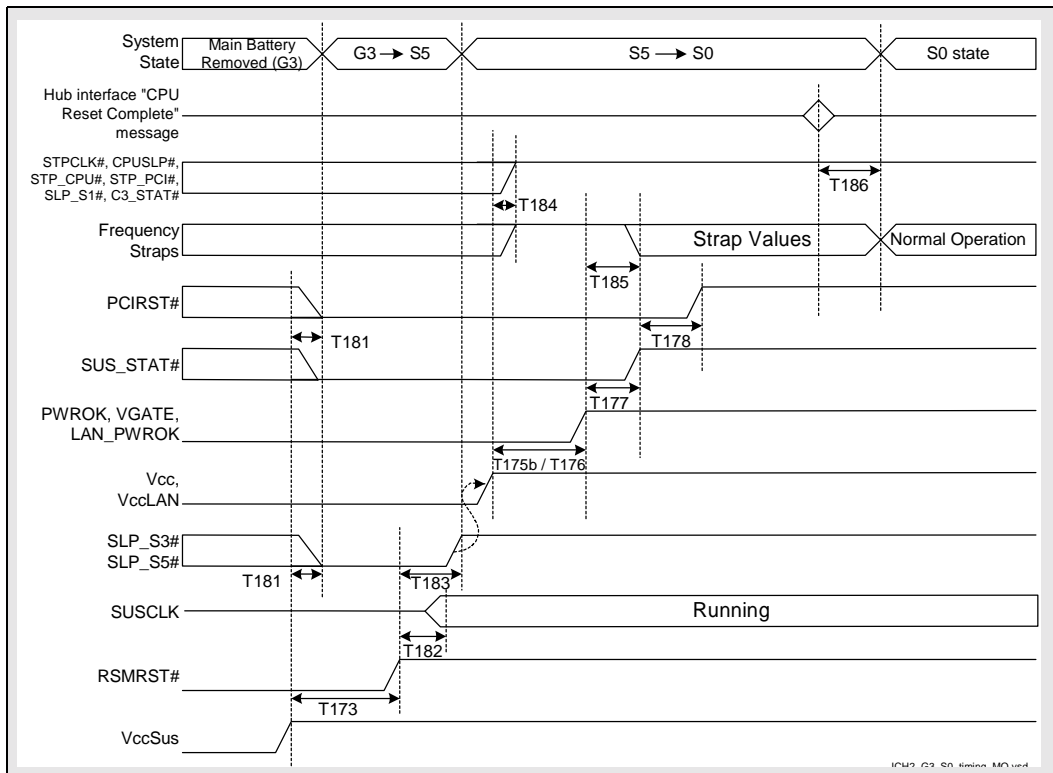 System
State
Main Battery
Removed (G3)
G3 → S5
S5 → S0
S0 state
Hub interface "CPU
Reset Complete"
message
STPCLK#, CPUSLP#,
STP_CPU#, STP_PCI#,
SLP_S1#, C3_STAT#
T184
T186
Frequency
Straps
Strap Values
Normal Operation
T185
PCIRST#
T181
T178
SUS_STAT#
T177
PWROK, VGATE,
LAN_PWROK
T175b / T176
Vcc,
VccLAN
SLP_S3#
SLP_S5#
T181
T183
SUSCLK
Running
T182
RSMRST#
T173
VccSus
ICH2_G3_S0_timing_MO.vsd